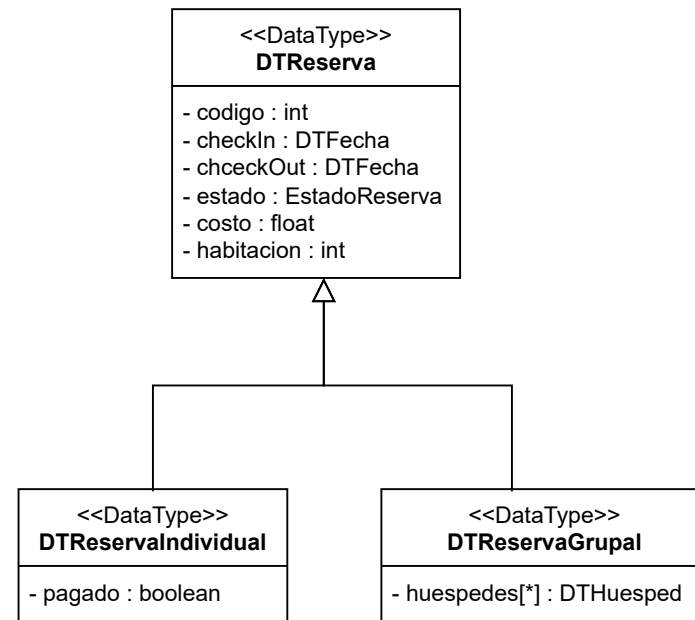 <<DataType>>
DTReserva
- codigo : int
- checkIn : DTFecha
- chceckOut : DTFecha
- estado : EstadoReserva
- costo : float
- habitacion : int
<<DataType>>
DTReservaIndividual
- pagado : boolean
<<DataType>>
DTReservaGrupal
- huespedes[*] : DTHuesped